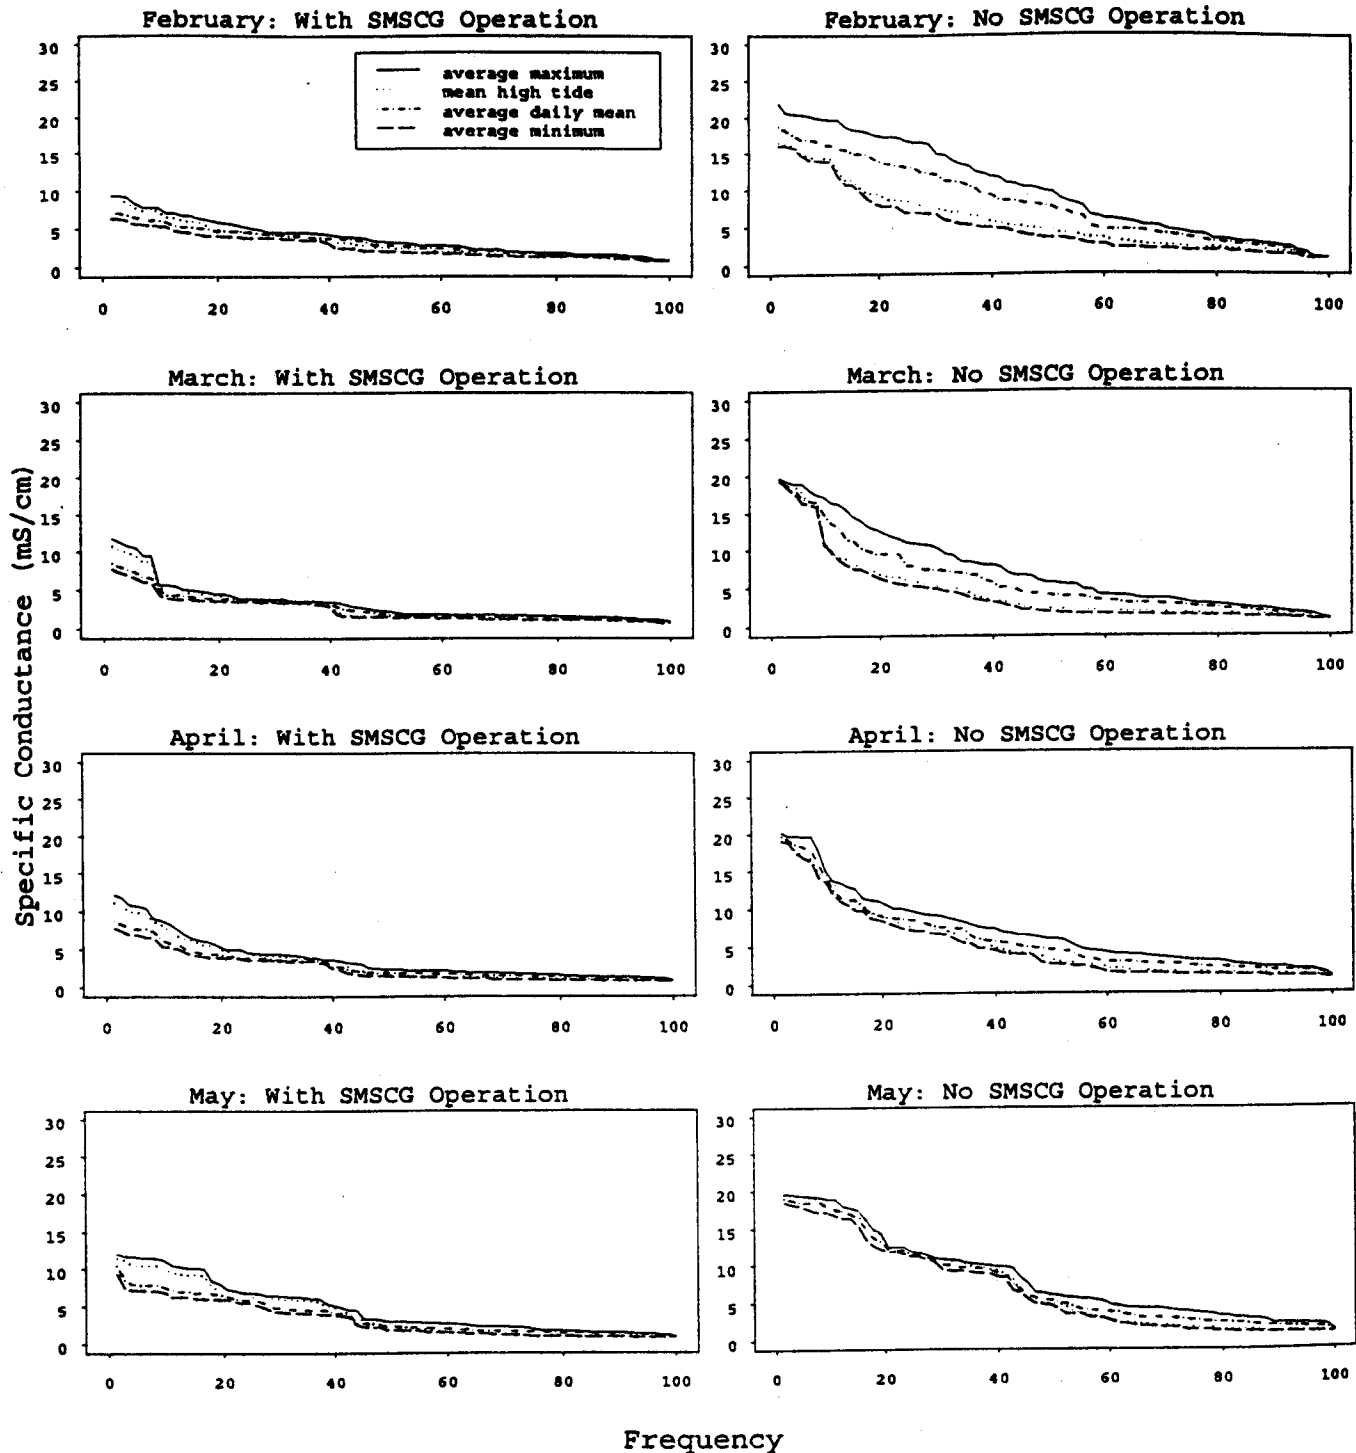 February: With SMSCG Operation
30
25
20
15
10
5
0
average maximum
mean high tide
average daily mean
average minimum
0 20 40 60 80 100
February: No SMSCG Operation
30
25
20
15
10
5
0
0 20 40 60 80 100
March: With SMSCG Operation
30
25
20
15
10
5
0
0 20 40 60 80 100
March: No SMSCG Operation
30
25
20
15
10
5
0
0 20 40 60 80 100
Specific Conductance (mS/cm)
April: With SMSCG Operation
30
25
20
15
10
5
0
0 20 40 60 80 100
April: No SMSCG Operation
30
25
20
15
10
5
0
0 20 40 60 80 100
May: With SMSCG Operation
30
25
20
15
10
5
0
0 20 40 60 80 100
May: No SMSCG Operation
30
25
20
15
10
5
0
0 20 40 60 80 100
Frequency